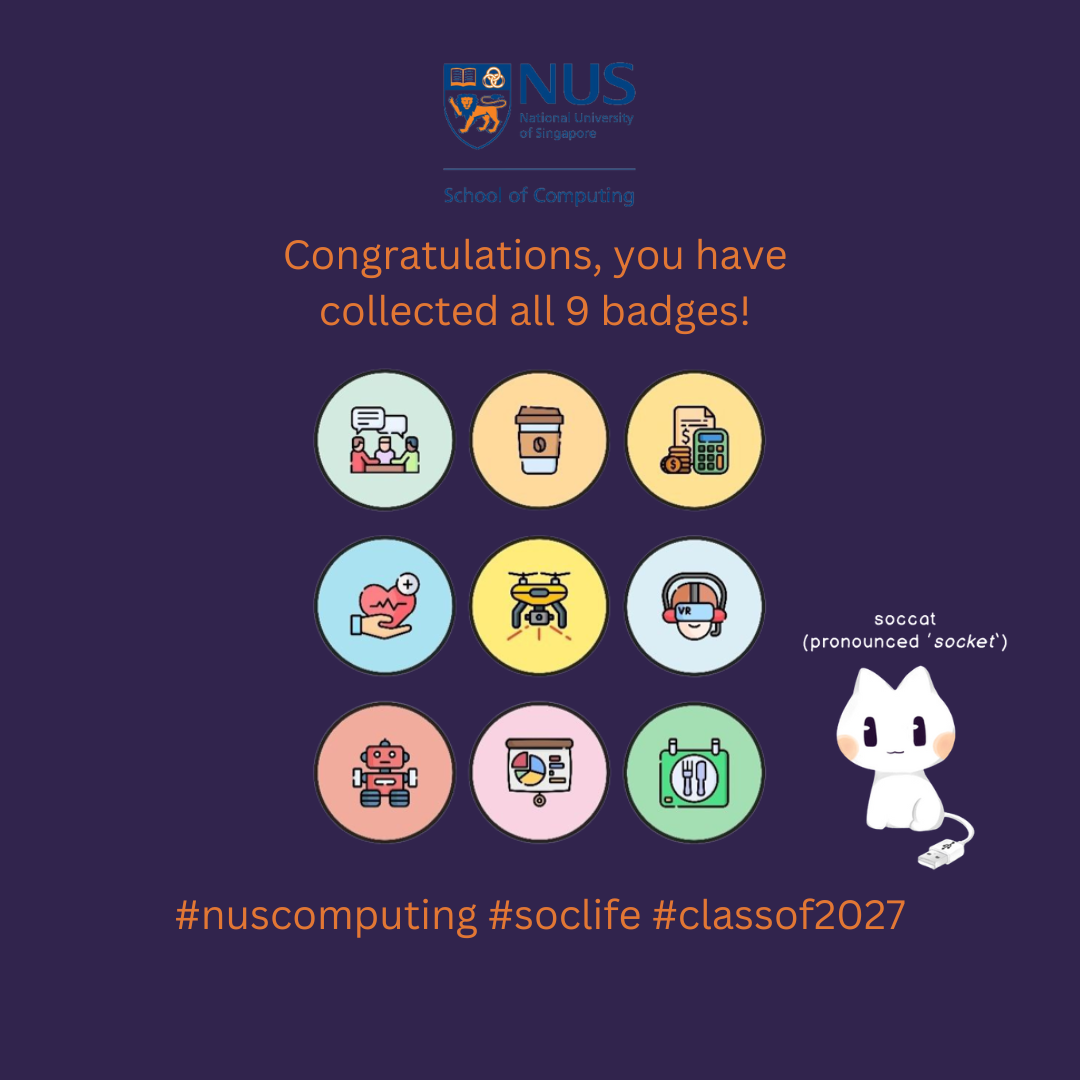 NUS
National University
of Singapore
School of Computing
Congratulations, you have
collected all 9 badges!
$
$
VR
soccat
(pronounced ‘socket‘)
#nuscomputing #soclife #classof2027